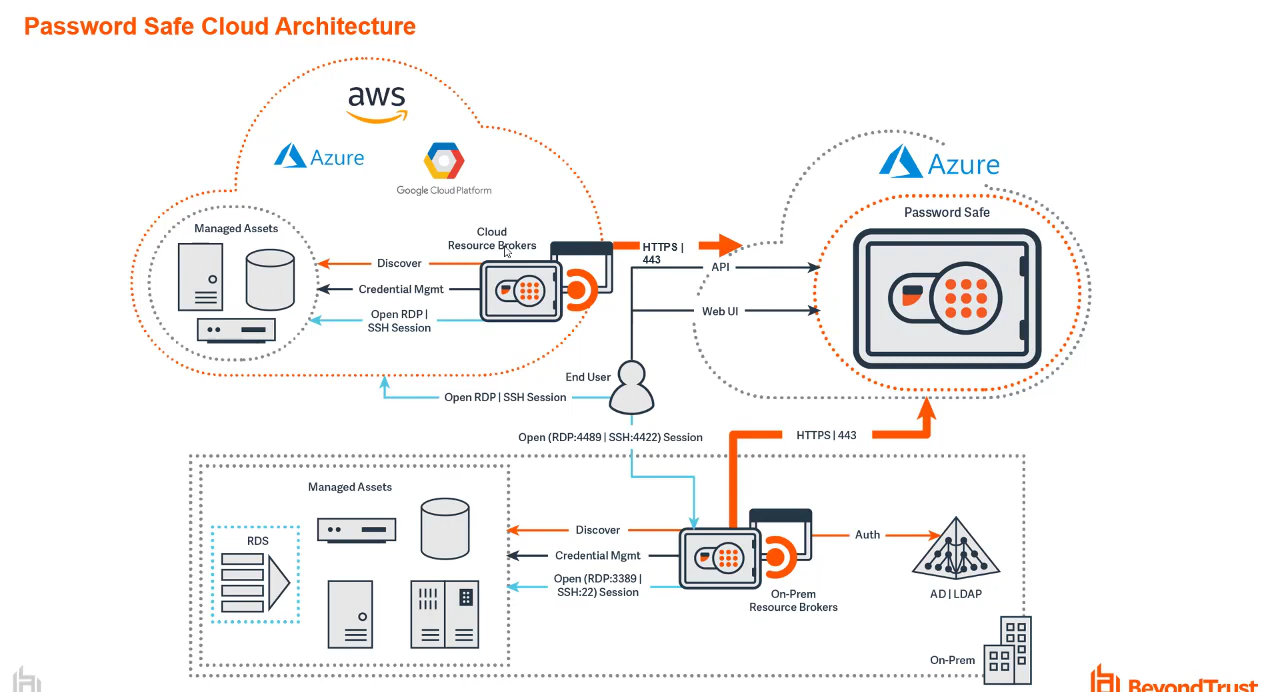 Password Safe Cloud Architecture
aws
Azure
Google Cloud Platform
Azure
Password Safe
Managed Assets
Cloud
Resource Brokers
HTTPS |
443
Discover
API
Credential Mgmt
Open RDP |
SSH Session
Web UI
End User
Open RDP | SSH Session
Open (RDP:4489 | SSH:4422) Session
HTTPS | 443
Managed Assets
RDS
Discover
Credential Mgmt
Open (RDP:3389 |
SSH:22) Session
Auth
On-Prem
Resource Brokers
AD | LDAP
On-Prem
BeyondTrust